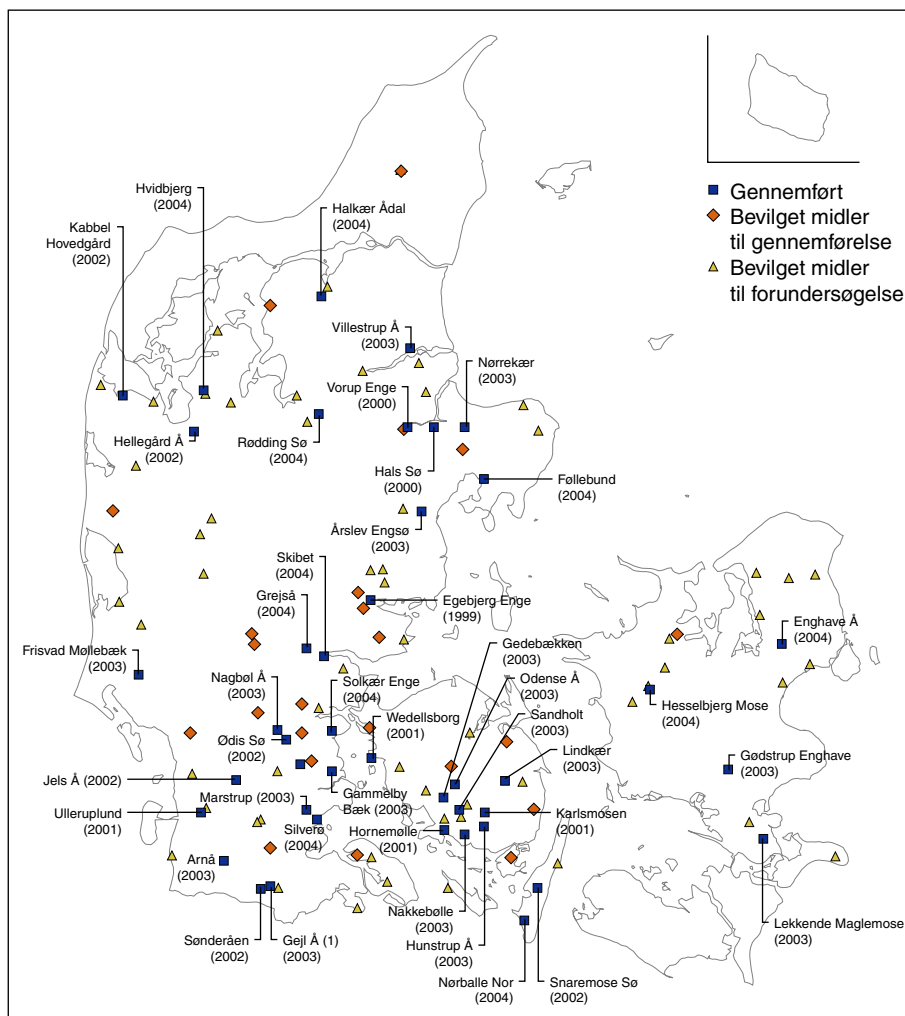 Hvidbjerg
(2004)
Kabbel
Hovedgård
(2002)
Halkær Ådal
(2004)
Gennemført
Bevilget midler
til gennemførelse
Bevilget midler
til forundersøgelse
Villestrup Å
(2003)
Nørrekær
(2003)
Vorup Enge
(2000)
Hellegård Å
(2002)
Rødding Sø
(2004)
Hals Sø
(2000)
Føllebund
(2004)
Årslev Engsø
(2003)
Skibet
(2004)
Grejså
(2004)
Egebjerg Enge
(1999)
Enghave Å
(2004)
Frisvad Møllebæk
(2003)
Gedebækken
(2003)
Odense Å
(2003)
Nagbøl Å
(2003)
Solkær Enge
(2004)
Sandholt
(2003)
Hesselbjerg Mose
(2004)
Wedellsborg
(2001)
Ødis Sø
(2002)
Lindkær
(2003)
Gødstrup Enghave
(2003)
Jels Å (2002)
Gammelby
Bæk (2003)
Marstrup (2003)
Ulleruplund
(2001)
Silverø
(2004)
Hornemølle
(2001)
Karlsmosen
(2001)
Arnå
(2003)
Nakkebølle
(2003)
Lekkende Maglemose
(2003)
Sønderåen
(2002)
Gejl Å (1)
(2003)
Hunstrup Å
(2003)
Nørballe Nor
(2004)
Snaremose Sø
(2002)